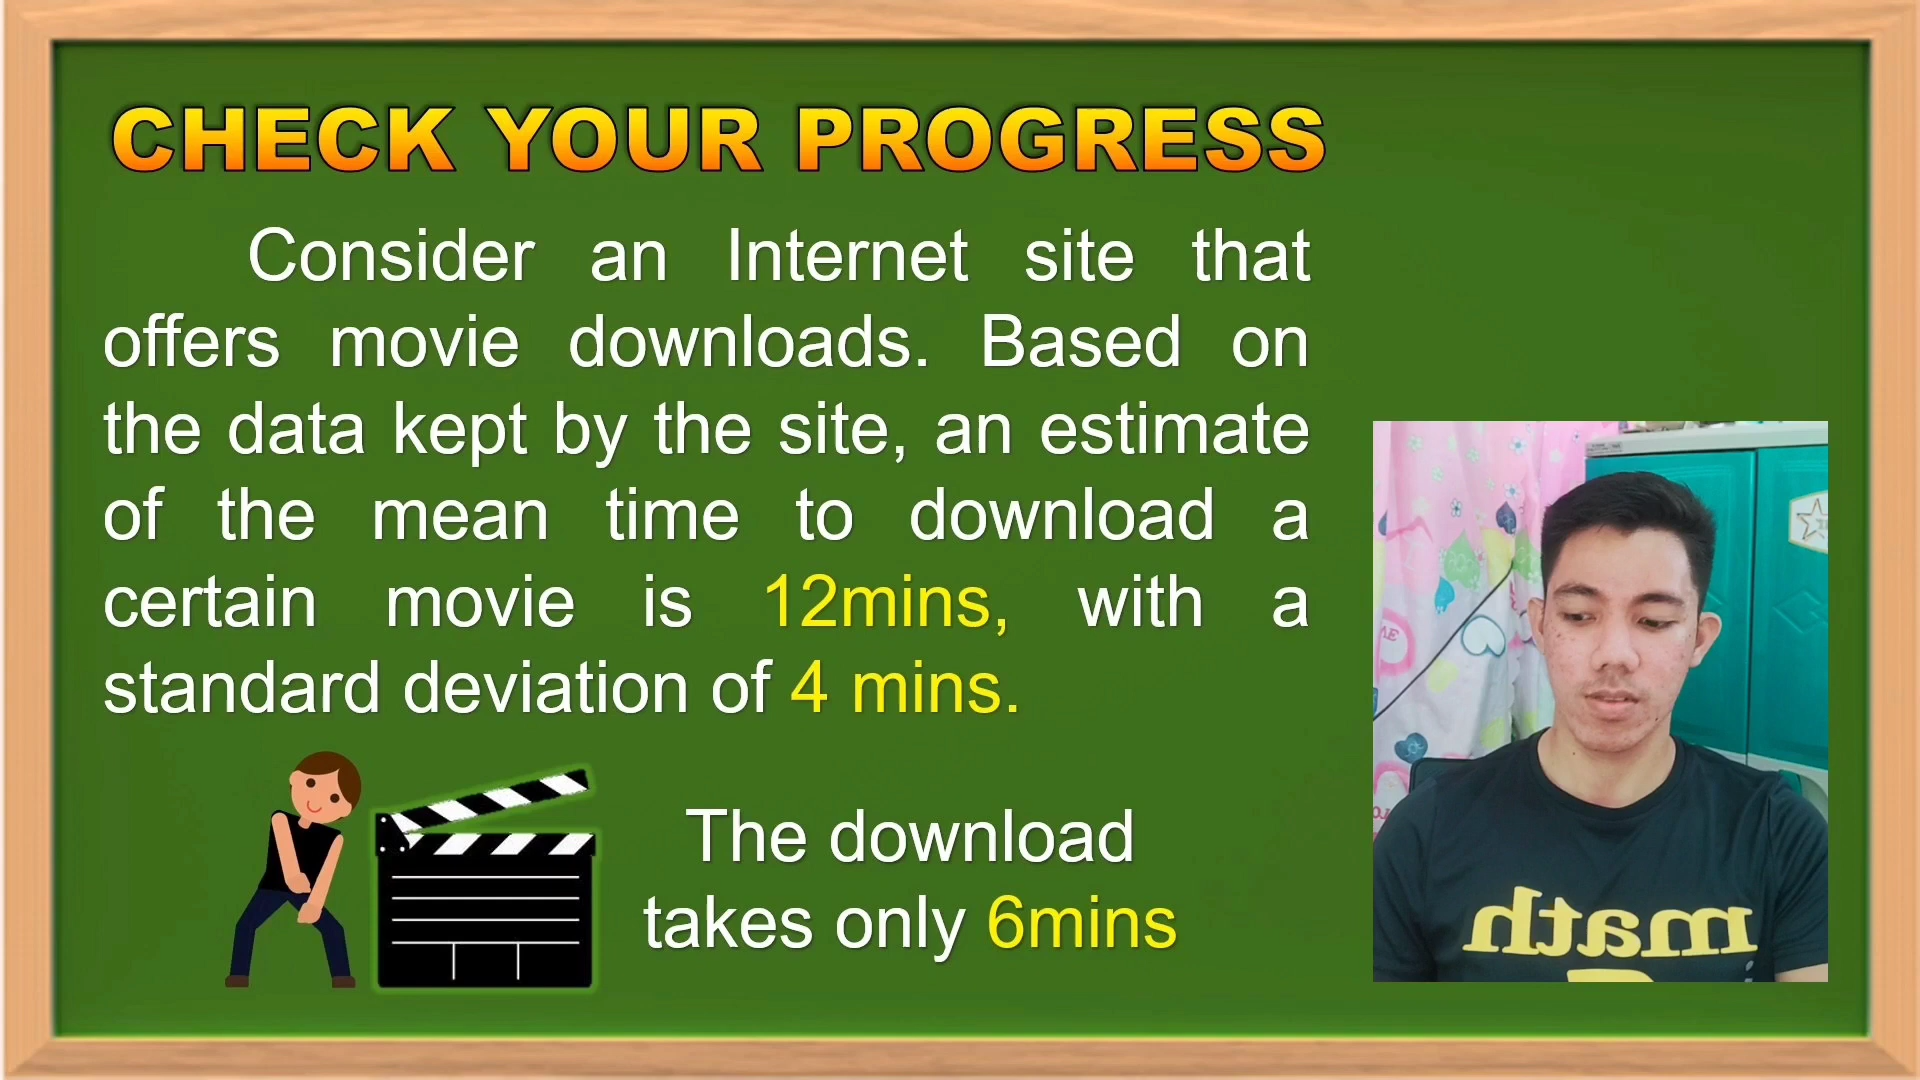 CHECK YOUR PROGRESS
Consider an Internet site that
offers movie downloads. Based on
the data kept by the site, an estimate
of the mean time to download a
certain movie is 12mins, with a
standard deviation of 4 mins.
The download
takes only 6mins
math